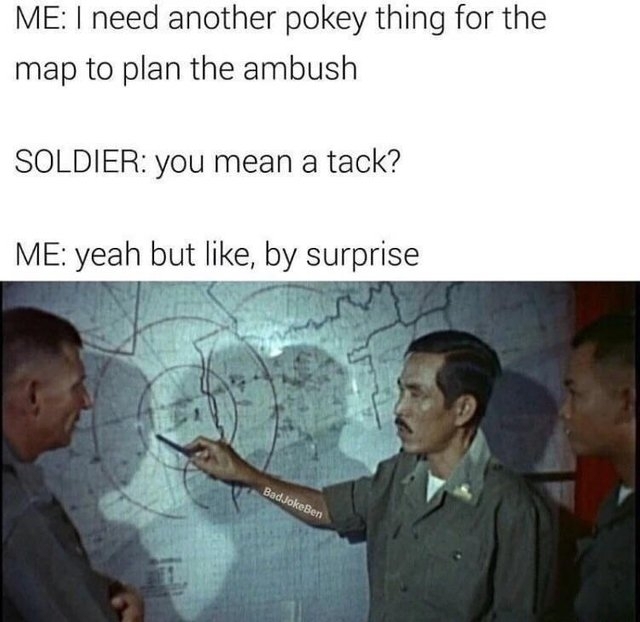 ME: I need another pokey thing for the
map to plan the ambush
SOLDIER: you mean a tack?
ME: yeah but like, by surprise
BadJokeBen